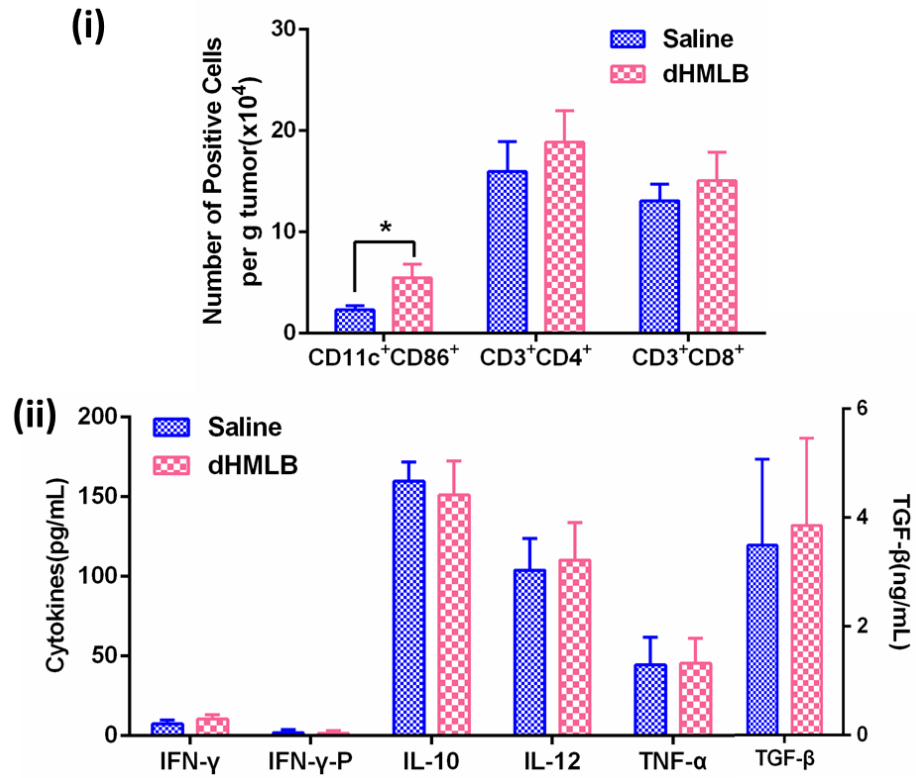 (i)
Number of Positive Cells
per g tumor(x10⁴)
30
20
10
0
Saline
dHMLB
*
CD11c⁺CD86⁺ CD3⁺CD4⁺ CD3⁺CD8⁺
(ii)
Cytokines(pg/mL)
200
150
100
50
0
Saline
dHMLB
6
4
2
0
TGF-β(ng/mL)
IFN-γ IFN-γ-P IL-10 IL-12 TNF-α TGF-β